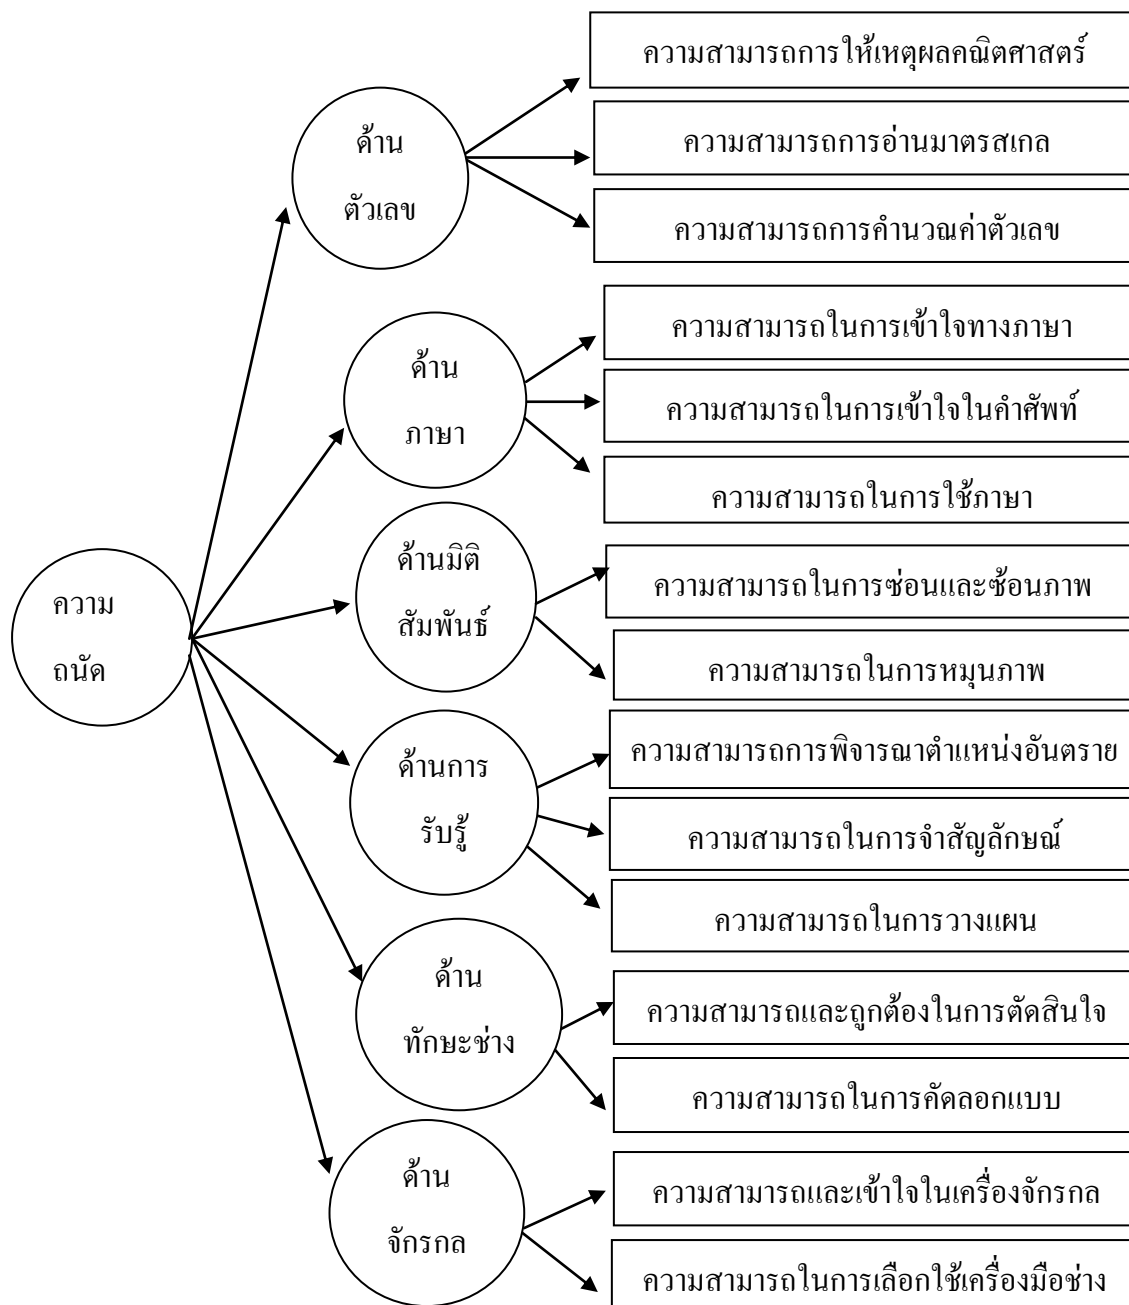 ความ
ถนัด
ด้าน
ตัวเลข
ความสามารถการให้เหตุผลคณิตศาสตร์
ความสามารถการอ่านมาตรสเกล
ความสามารถการคำนวณค่าตัวเลข
ด้าน
ภาษา
ความสามารถในการเข้าใจทางภาษา
ความสามารถในการเข้าใจในคำศัพท์
ความสามารถในการใช้ภาษา
ด้านมิติ
สัมพันธ์
ความสามารถในการซ่อนและซ้อนภาพ
ความสามารถในการหมุนภาพ
ด้านการ
รับรู้
ความสามารถการพิจารณาตำแหน่งอันตราย
ความสามารถในการจำสัญลักษณ์
ความสามารถในการวางแผน
ด้าน
ทักษะช่าง
ความสามารถและถูกต้องในการตัดสินใจ
ความสามารถในการคัดลอกแบบ
ด้าน
จักรกล
ความสามารถและเข้าใจในเครื่องจักรกล
ความสามารถในการเลือกใช้เครื่องมือช่าง